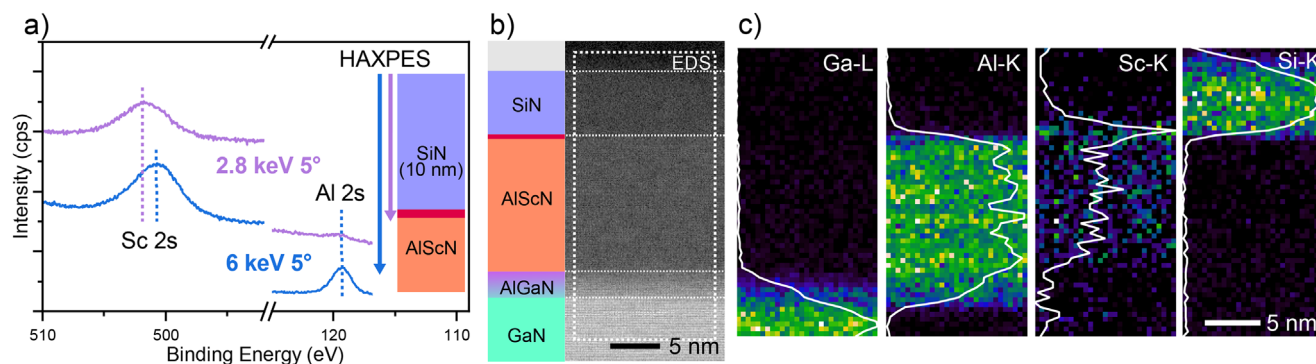 a)
HAXPES
Intensity (cps)
2.8 keV 5°
Sc 2s
6 keV 5°
Al 2s
SiN
(10 nm)
AlScN
510
500
120
110
Binding Energy (eV)
b)
EDS
SiN
AlScN
AlGaN
GaN
5 nm
c)
Ga-L
Al-K
Sc-K
Si-K
5 nm